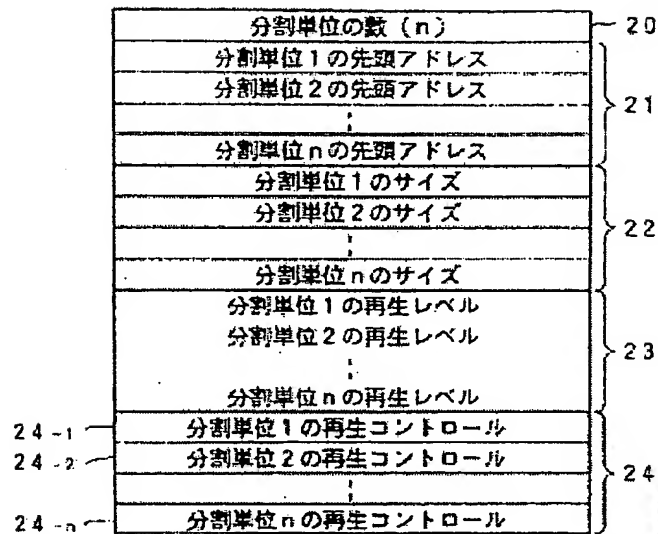 分割単位の数(n) 20
分割単位1の先頭アドレス
分割単位2の先頭アドレス
21
分割単位nの先頭アドレス
分割単位1のサイズ
分割単位2のサイズ
22
分割単位nのサイズ
分割単位1の再生レベル
分割単位2の再生レベル
23
分割単位nの再生レベル
24-1 分割単位1の再生コントロール
24-2 分割単位2の再生コントロール
24
24-n 分割単位nの再生コントロール